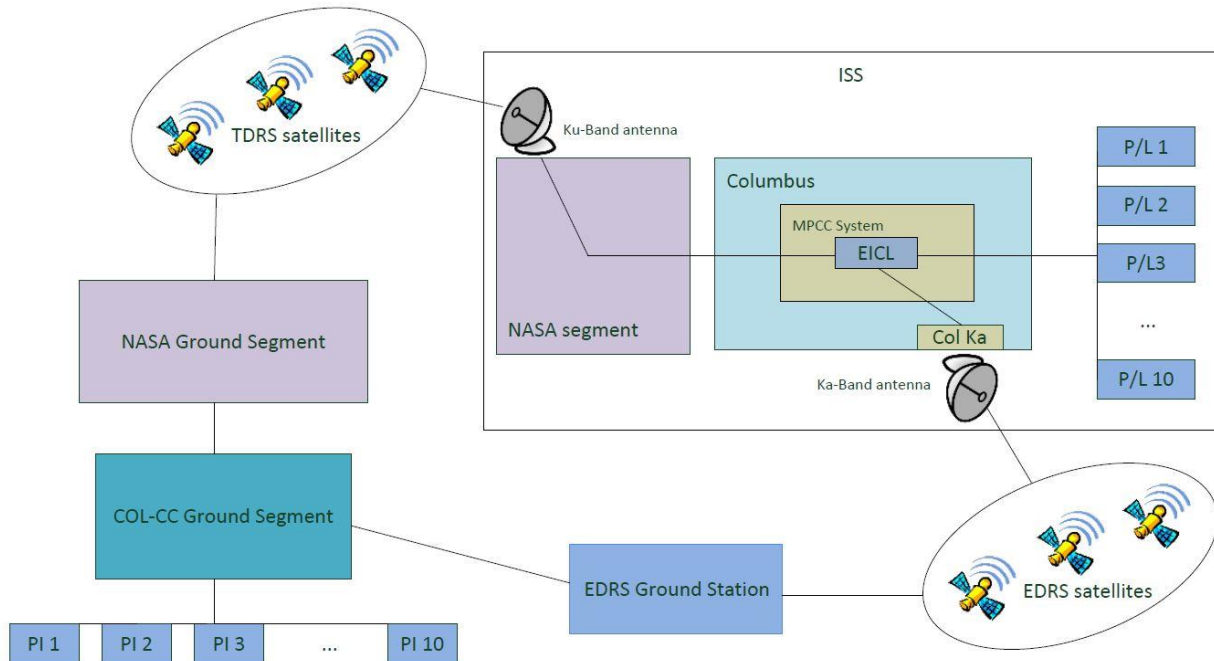 ISS
TDRS satellites
Ku-Band antenna
P/L 1
P/L 2
P/L3
...
P/L 10
Columbus
MPCC System
EICL
NASA segment
Col Ka
Ka-Band antenna
NASA Ground Segment
COL-CC Ground Segment
EDRS Ground Station
EDRS satellites
PI 1
PI 2
PI 3
...
PI 10